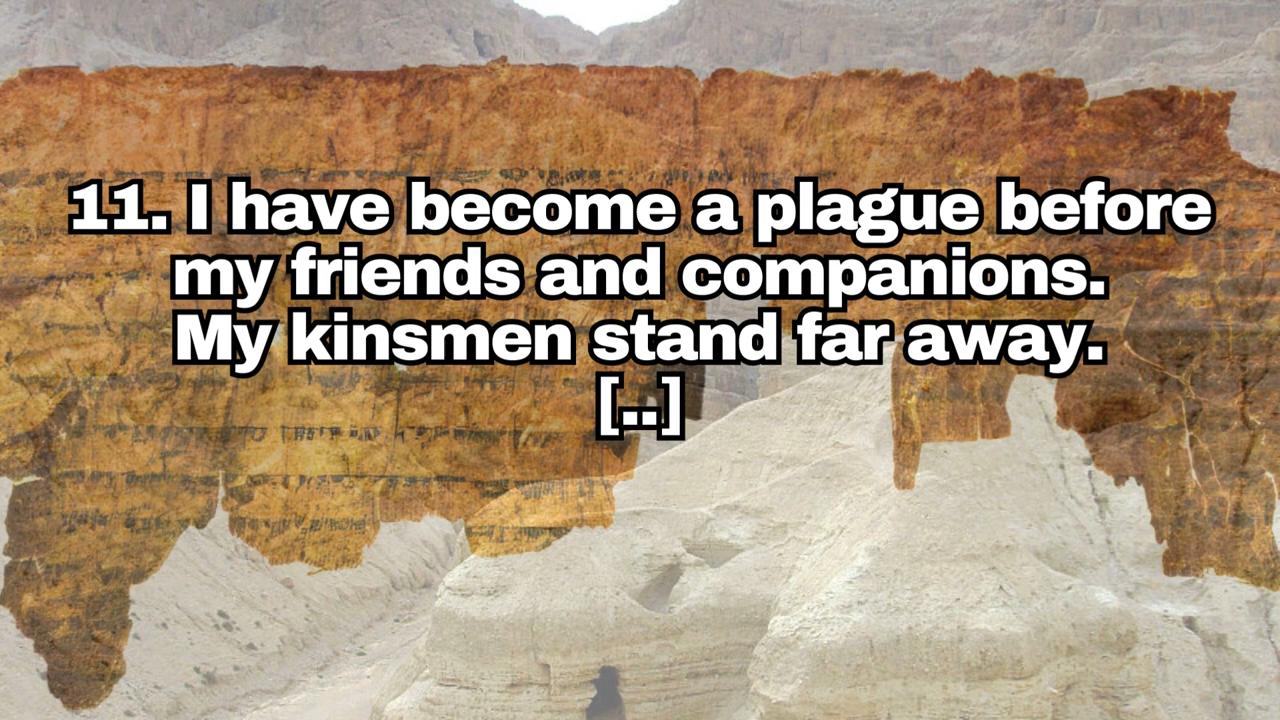 11. I have become a plague before
my friends and companions.
My kinsmen stand far away.
[..]